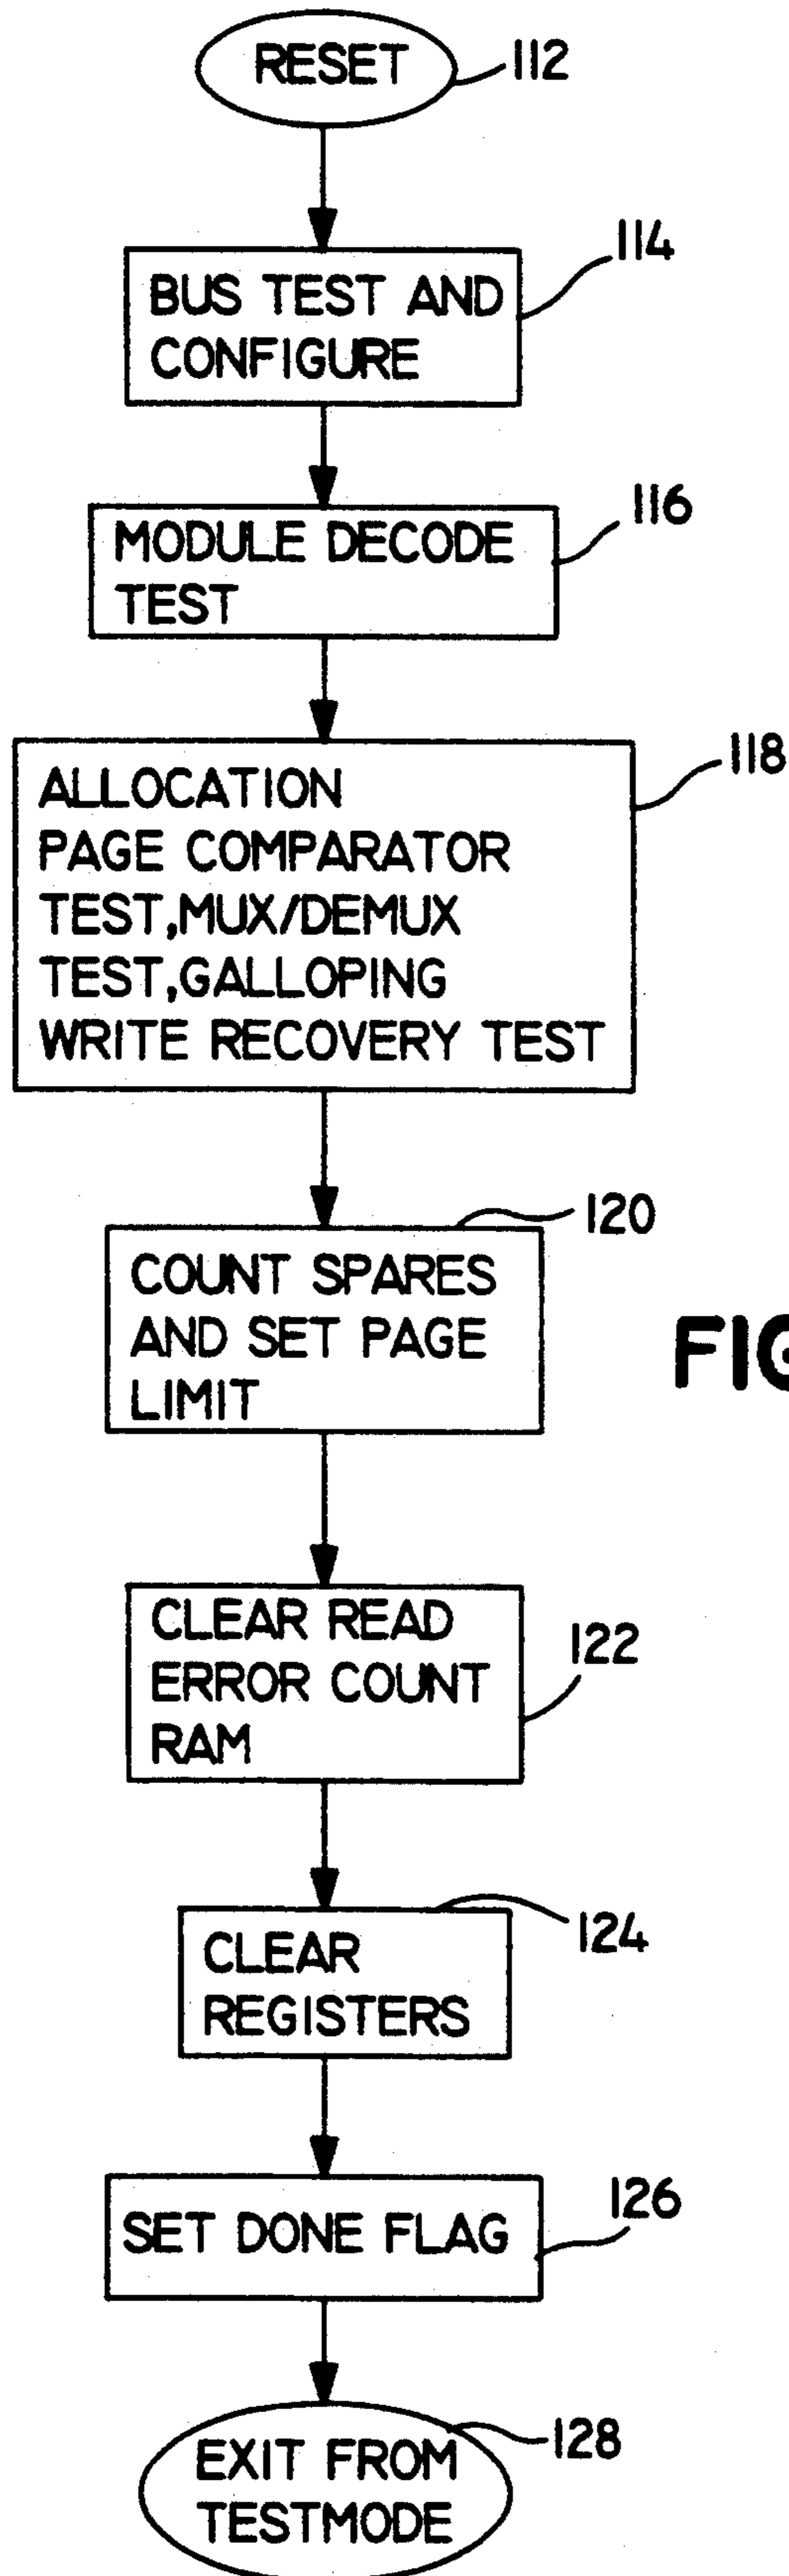 RESET
112
114
BUS TEST AND
CONFIGURE
116
MODULE DECODE
TEST
118
ALLOCATION
PAGE COMPARATOR
TEST,MUX/DEMUX
TEST,GALLOPING
WRITE RECOVERY TEST
120
COUNT SPARES
AND SET PAGE
LIMIT
CLEAR READ
ERROR COUNT
RAM
122
CLEAR
REGISTERS
124
SET DONE FLAG
126
EXIT FROM
TESTMODE
128